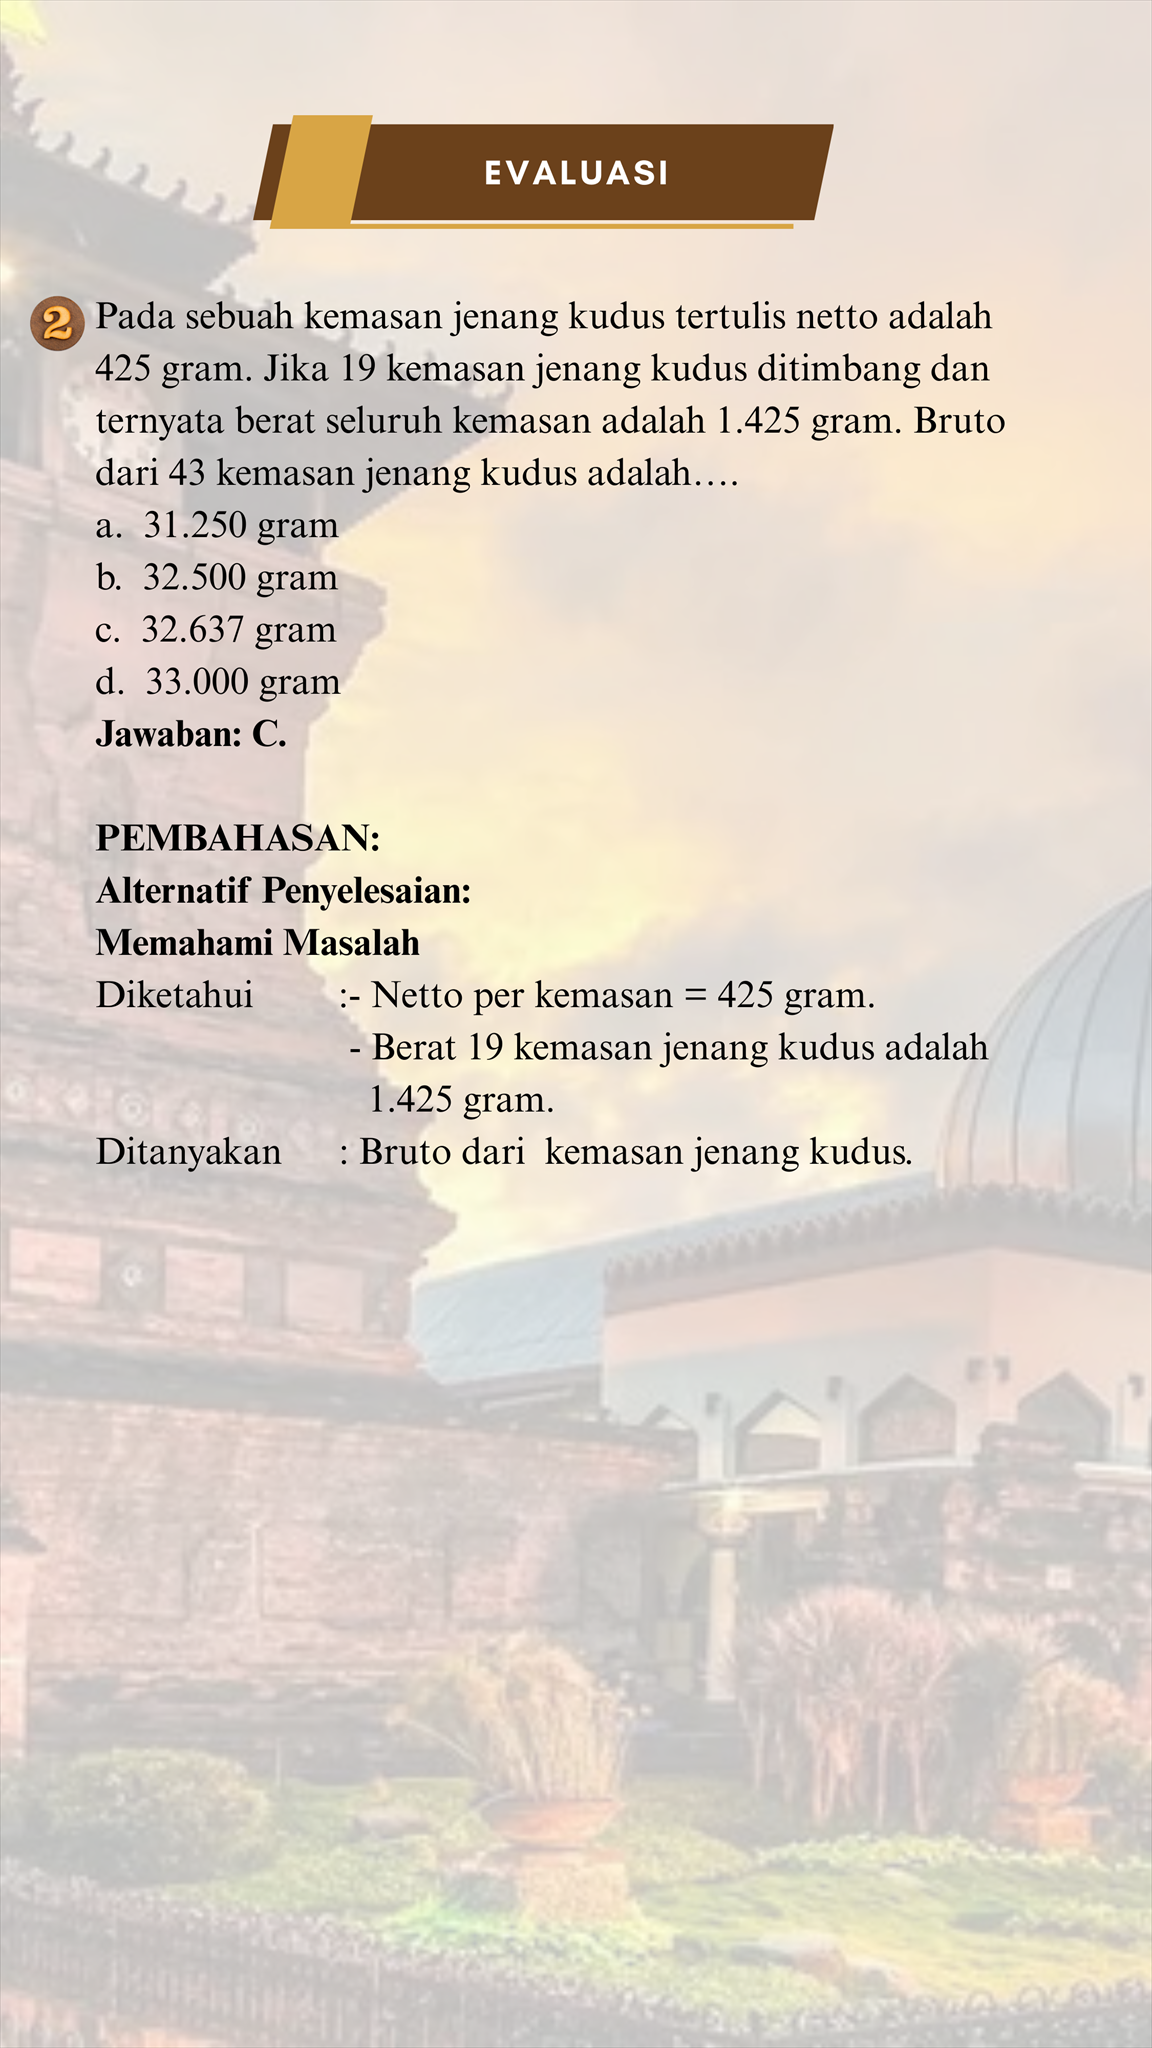 EVALUASI
2 Pada sebuah kemasan jenang kudus tertulis netto adalah
425 gram. Jika 19 kemasan jenang kudus ditimbang dan
ternyata berat seluruh kemasan adalah 1.425 gram. Bruto
dari 43 kemasan jenang kudus adalah….
a. 31.250 gram
b. 32.500 gram
c. 32.637 gram
d. 33.000 gram
Jawaban: C.
PEMBAHASAN:
Alternatif Penyelesaian:
Memahami Masalah
Diketahui :- Netto per kemasan = 425 gram.
- Berat 19 kemasan jenang kudus adalah
1.425 gram.
Ditanyakan : Bruto dari kemasan jenang kudus.